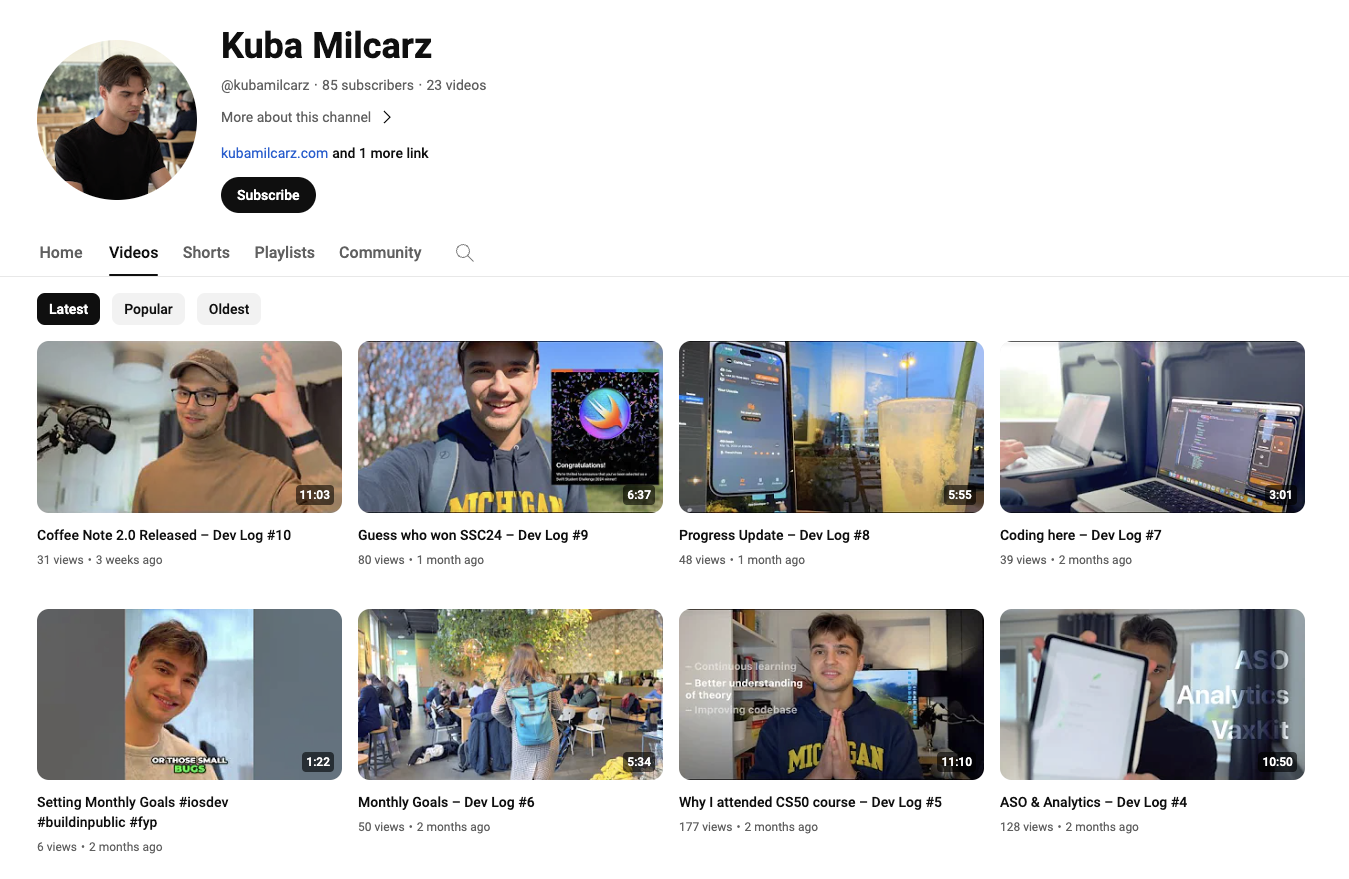 Kuba Milcarz
@kubamilcarz · 85 subscribers · 23 videos
More about this channel
kubamilcarz.com and 1 more link
Subscribe
Home Videos Shorts Playlists Community
Latest Popular Oldest
Congratulations!
MICHIGAN
11:03 6:37 5:55 3:01
Coffee Note 2.0 Released – Dev Log #10
31 views • 3 weeks ago
Guess who won SSC24 – Dev Log #9
80 views • 1 month ago
Progress Update – Dev Log #8
48 views • 1 month ago
Coding here – Dev Log #7
39 views • 2 months ago
OR THOSE SMALL
BUGS
1:22
5:34
– Continuous learning
– Better understanding
of theory
– Improving codebase
MICHIGAN
11:10
ASO
Analytics
VaxKit
10:50
Setting Monthly Goals #iosdev
#buildinpublic #fyp
6 views • 2 months ago
Monthly Goals – Dev Log #6
50 views • 2 months ago
Why I attended CS50 course – Dev Log #5
177 views • 2 months ago
ASO & Analytics – Dev Log #4
128 views • 2 months ago